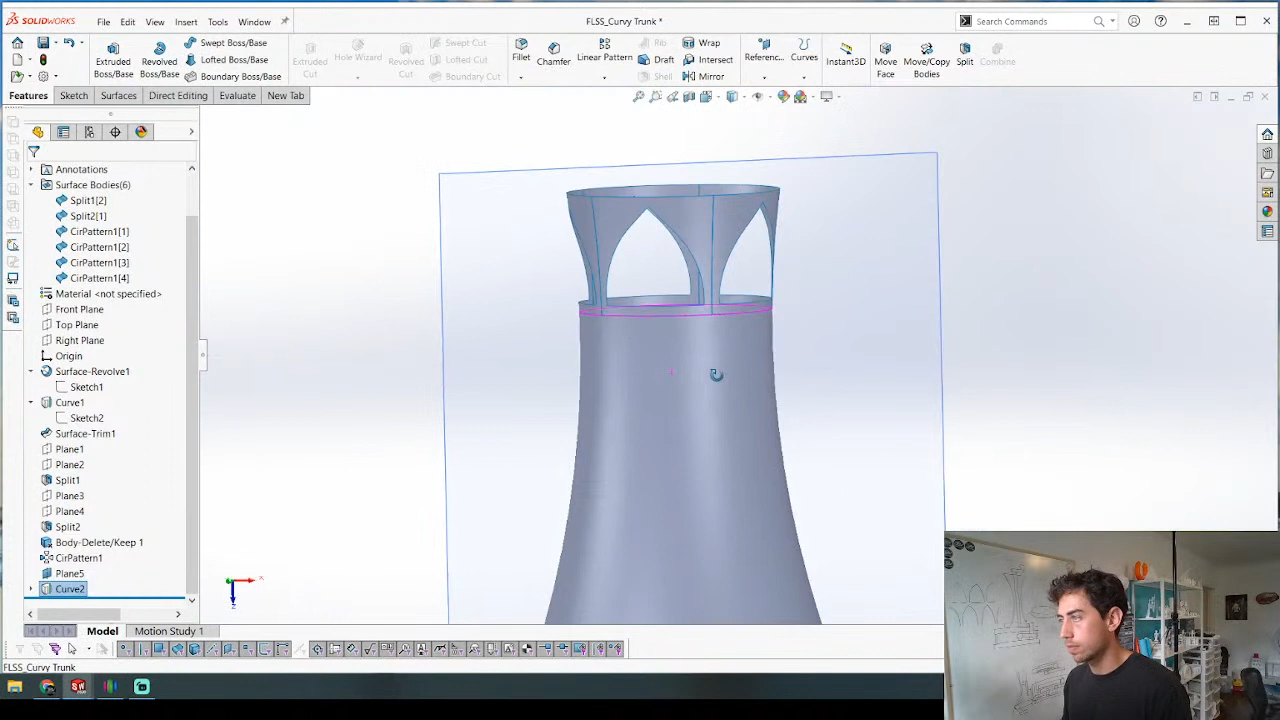 SOLIDWORKS
File
Edit
View
Insert
Tools
Window
FLSS_Curvy Trunk *
Search Commands
Extruded Boss/Base
Revolved Boss/Base
Swept Boss/Base
Lofted Boss/Base
Boundary Boss/Base
Extruded Cut
Hole Wizard
Revolved Cut
Swept Cut
Lofted Cut
Boundary Cut
Fillet
Chamfer
Linear Pattern
Rib
Draft
Shell
Wrap
Intersect
Mirror
Referenc...
Curves
Instant3D
Move Face
Move/Copy Bodies
Split
Combine
Features
Sketch
Surfaces
Direct Editing
Evaluate
New Tab
Annotations
Surface Bodies(6)
Split1[2]
Split2[1]
CirPattern1[1]
CirPattern1[2]
CirPattern1[3]
CirPattern1[4]
Material <not specified>
Front Plane
Top Plane
Right Plane
Origin
Surface-Revolve1
Sketch1
Curve1
Sketch2
Surface-Trim1
Plane1
Plane2
Split1
Plane3
Plane4
Split2
Body-Delete/Keep 1
CirPattern1
Plane5
Curve2
Model
Motion Study 1
FLSS_Curvy Trunk